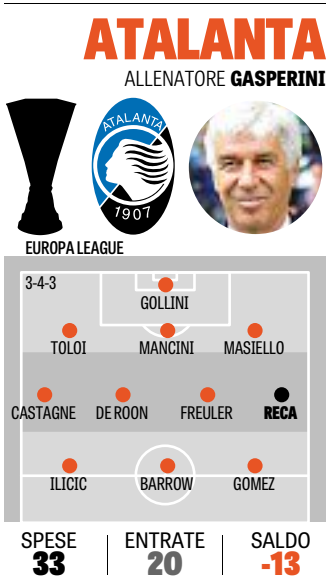 ATALANTA
ALLENATORE GASPERINI
ATALANTA
1907
EUROPA LEAGUE
3-4-3
GOLLINI
TOLOI MANCINI MASIELLO
CASTAGNE DE ROON FREULER RECA
ILICIC BARROW GOMEZ
SPESE ENTRATE SALDO
33 20 -13